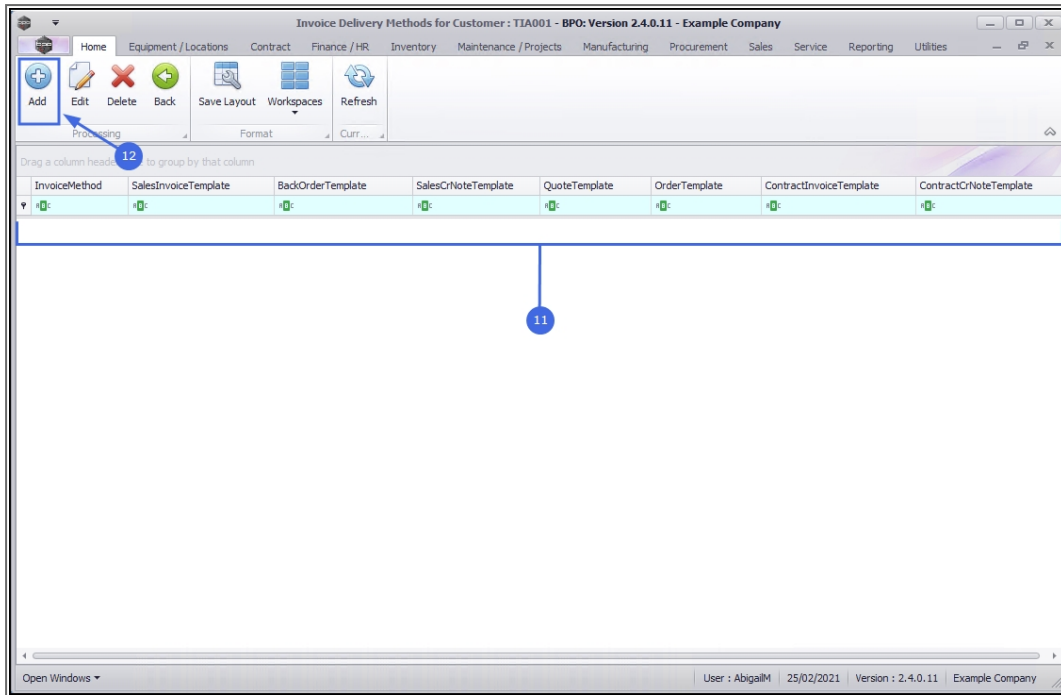 Invoice Delivery Methods for Customer : TIA001 - BPO: Version 2.4.0.11 - Example Company
Home Equipment / Locations Contract Finance / HR Inventory Maintenance / Projects Manufacturing Procurement Sales Service Reporting Utilities
Add Edit Delete Back Save Layout Workspaces Refresh
Processing Format Curr...
12
Drag a column heade to group by that column
InvoiceMethod SalesInvoiceTemplate BackOrderTemplate SalesCrNoteTemplate QuoteTemplate OrderTemplate ContractInvoiceTemplate ContractCrNoteTemplate
11
Open Windows User : AbigailM 25/02/2021 Version : 2.4.0.11 Example Company